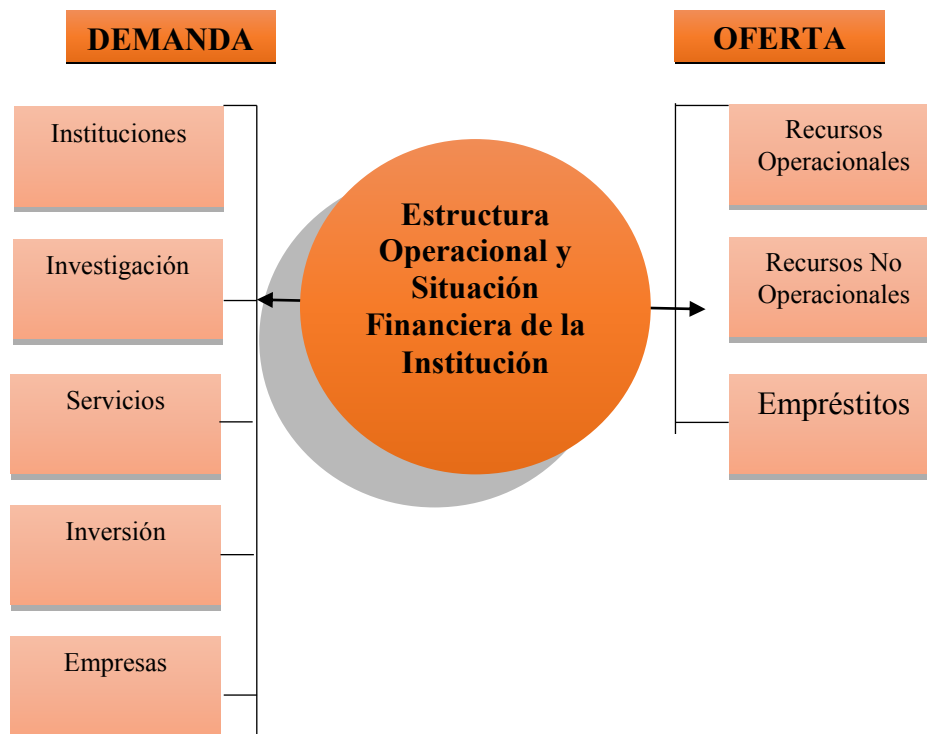 DEMANDA
OFERTA
Instituciones
Investigación
Servicios
Inversión
Empresas
Estructura
Operacional y
Situación
Financiera de la
Institución
Recursos
Operacionales
Recursos No
Operacionales
Empréstitos